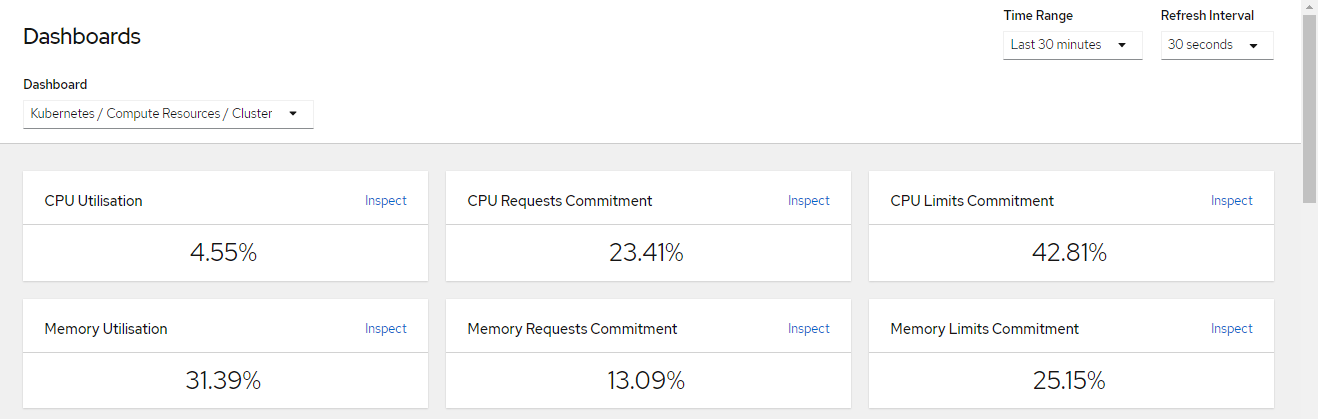 Dashboards
Time Range
Refresh Interval
Last 30 minutes
30 seconds
Dashboard
Kubernetes / Compute Resources / Cluster
CPU Utilisation
Inspect
CPU Requests Commitment
Inspect
CPU Limits Commitment
Inspect
4.55%
23.41%
42.81%
Memory Utilisation
Inspect
Memory Requests Commitment
Inspect
Memory Limits Commitment
Inspect
31.39%
13.09%
25.15%